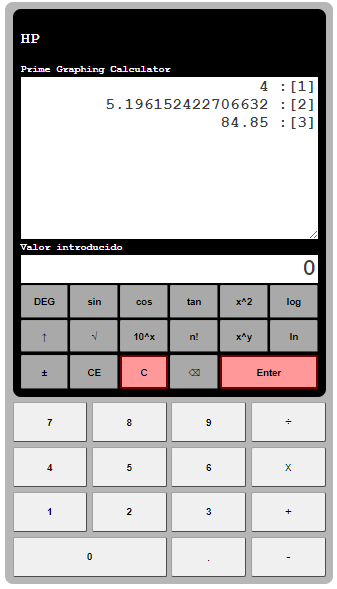 HP
Prime Graphing Calculator
4 :[1]
5.196152422706632 :[2]
84.85 :[3]
Valor introducido
0
DEG sin cos tan x^2 log
↑ √ 10^x n! x^y ln
± CE C ⌫ Enter
7 8 9 ÷
4 5 6 X
1 2 3 +
0 . -